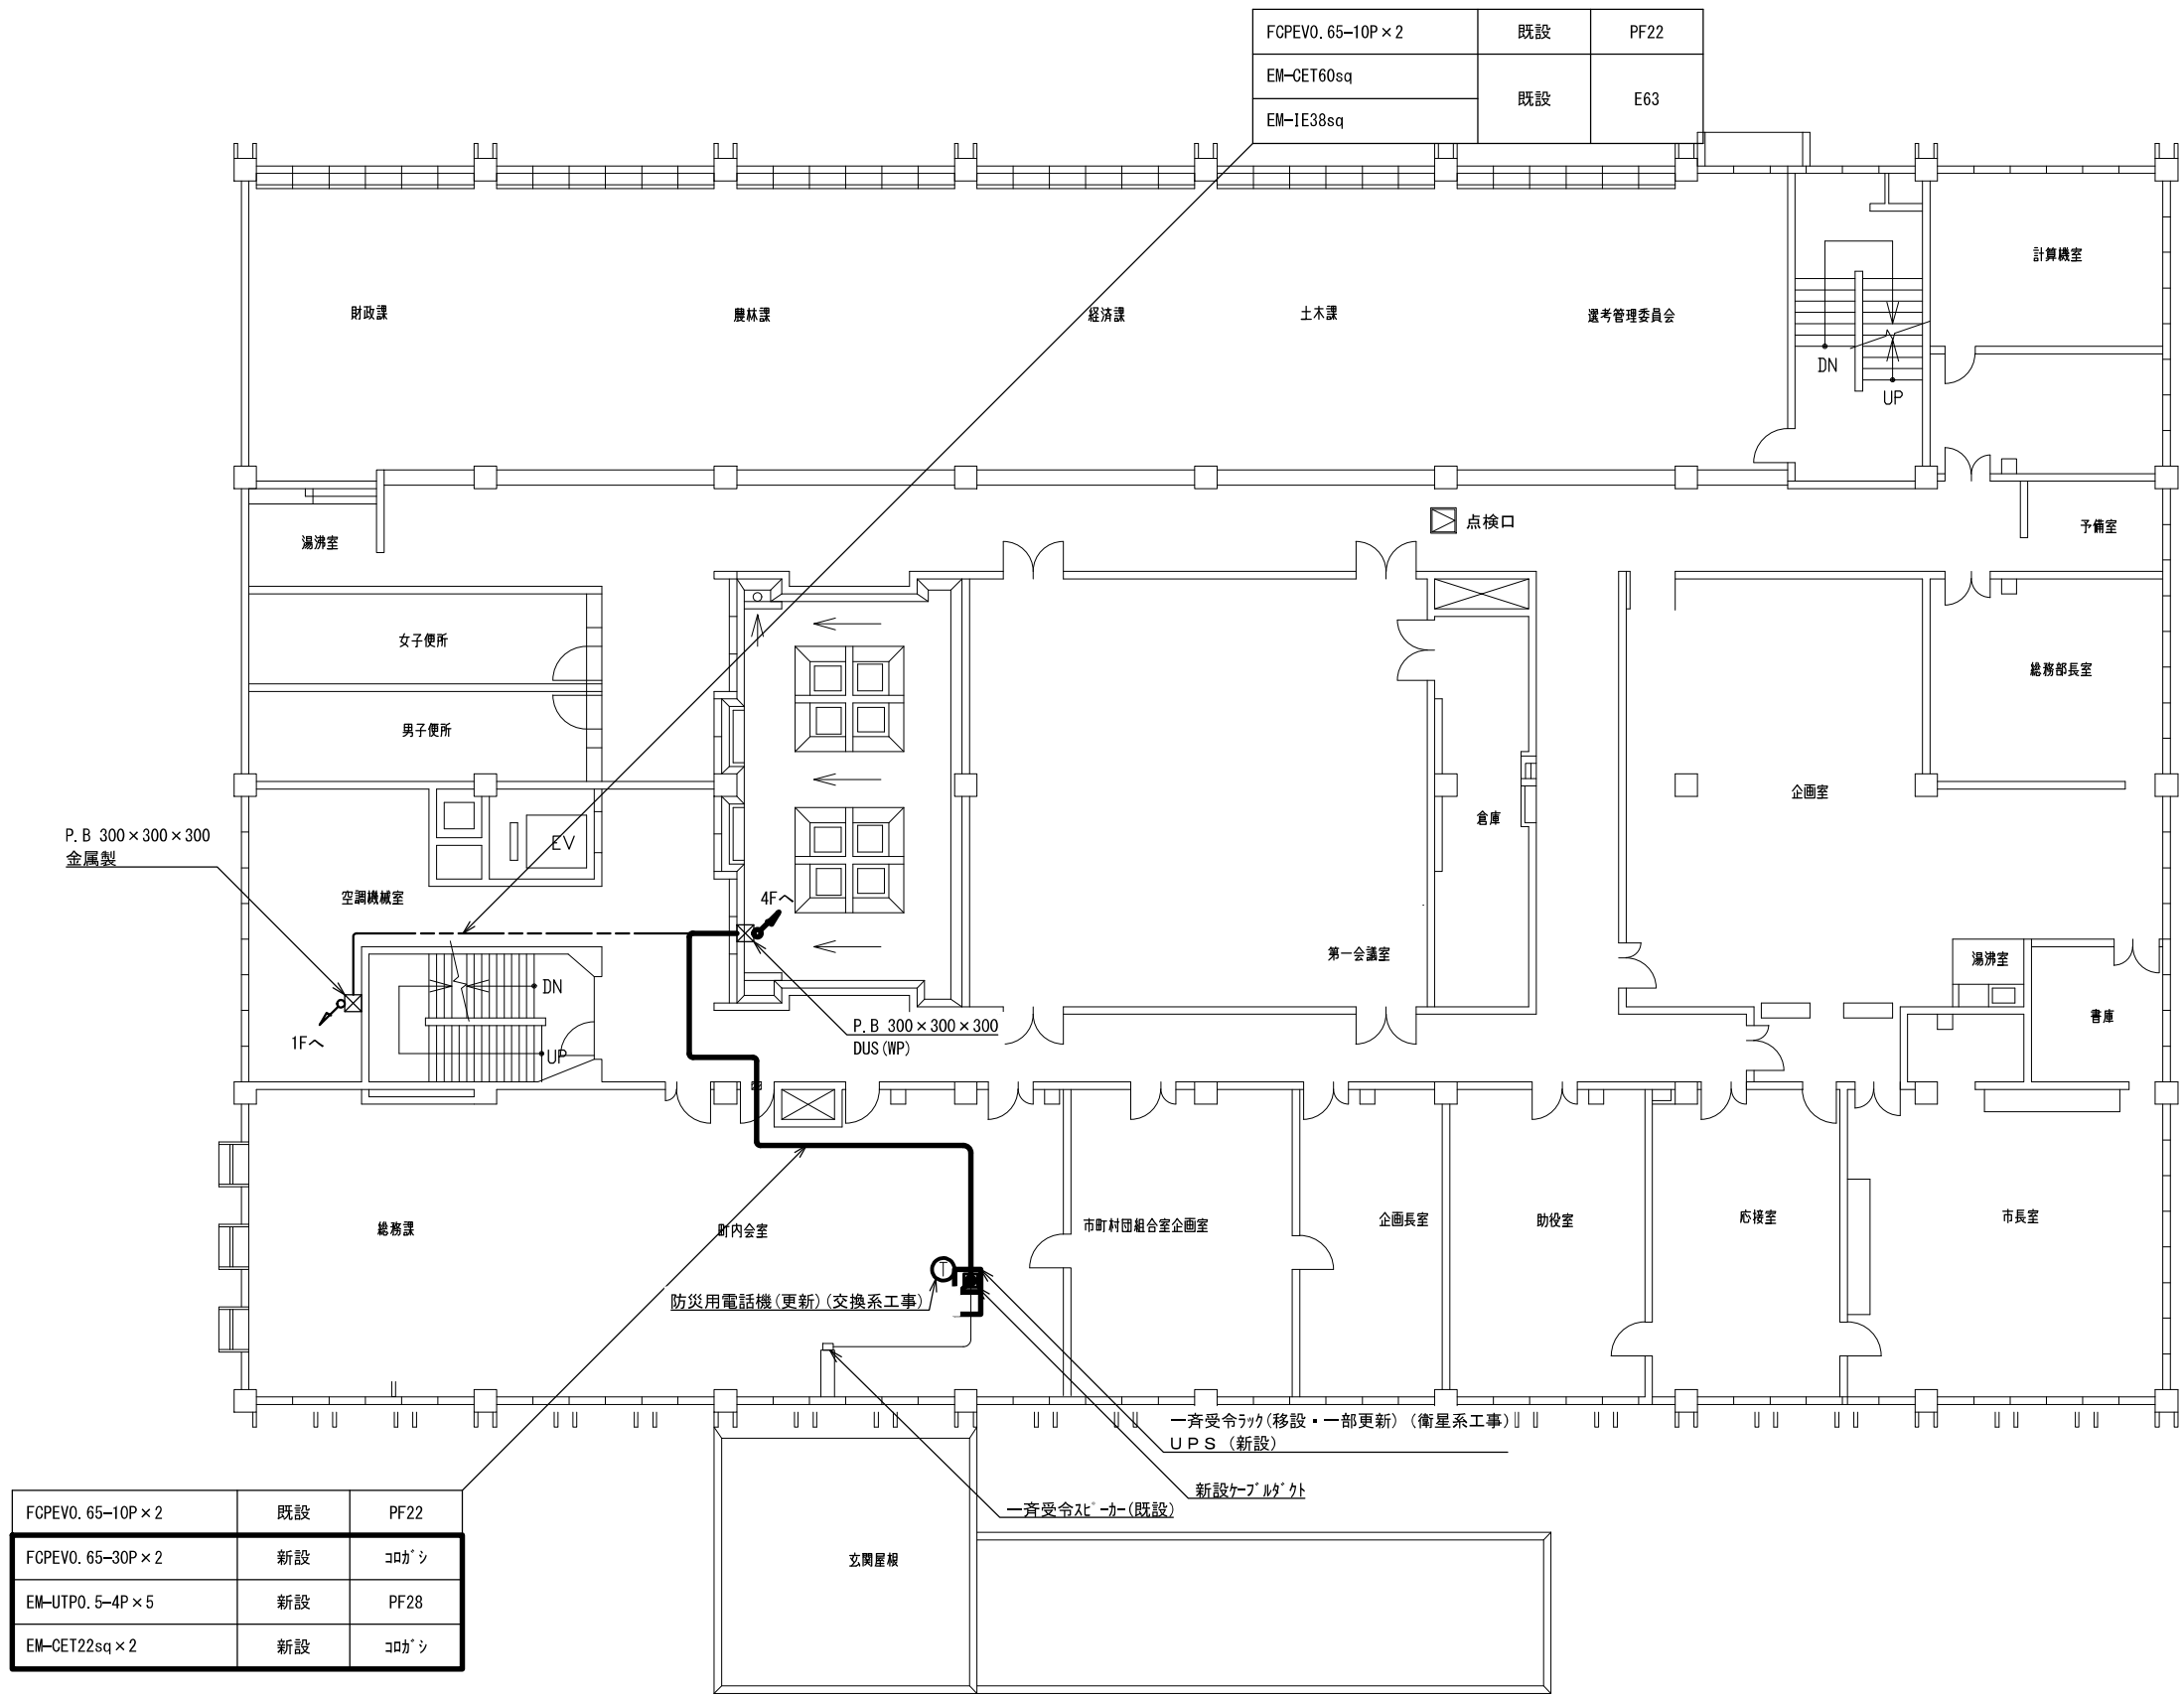 FCPEV0.65-10P×2 既設 PF22
EM-CET60sq 既設 E63
EM-IE38sq
計算機室
財政課 農林課 経済課 土木課 選考管理委員会
DN
UP
点検口
予備室
湯沸室
女子便所
総務部長室
男子便所
企画室
倉庫
P.B 300×300×300
金属製
EV
空調機械室
4Fへ
第一会議室
湯沸室
DN
書庫
P.B 300×300×300
DUS(WP)
1Fへ
UP
総務課 町内会室 市町村団組合室企画室 企画長室 助役室 応接室 市長室
T
防災用電話機(更新)(交換系工事)
一斉受令ﾗｯｸ(移設・一部更新)(衛星系工事)
UPS(新設)
新設ｹｰﾌﾞﾙﾀﾞｸﾄ
一斉受令ｽﾋﾟｰｶｰ(既設)
玄関屋根
FCPEV0.65-10P×2 既設 PF22
FCPEV0.65-30P×2 新設 ｺﾛｶﾞｼ
EM-UTP0.5-4P×5 新設 PF28
EM-CET22sq×2 新設 ｺﾛｶﾞｼ